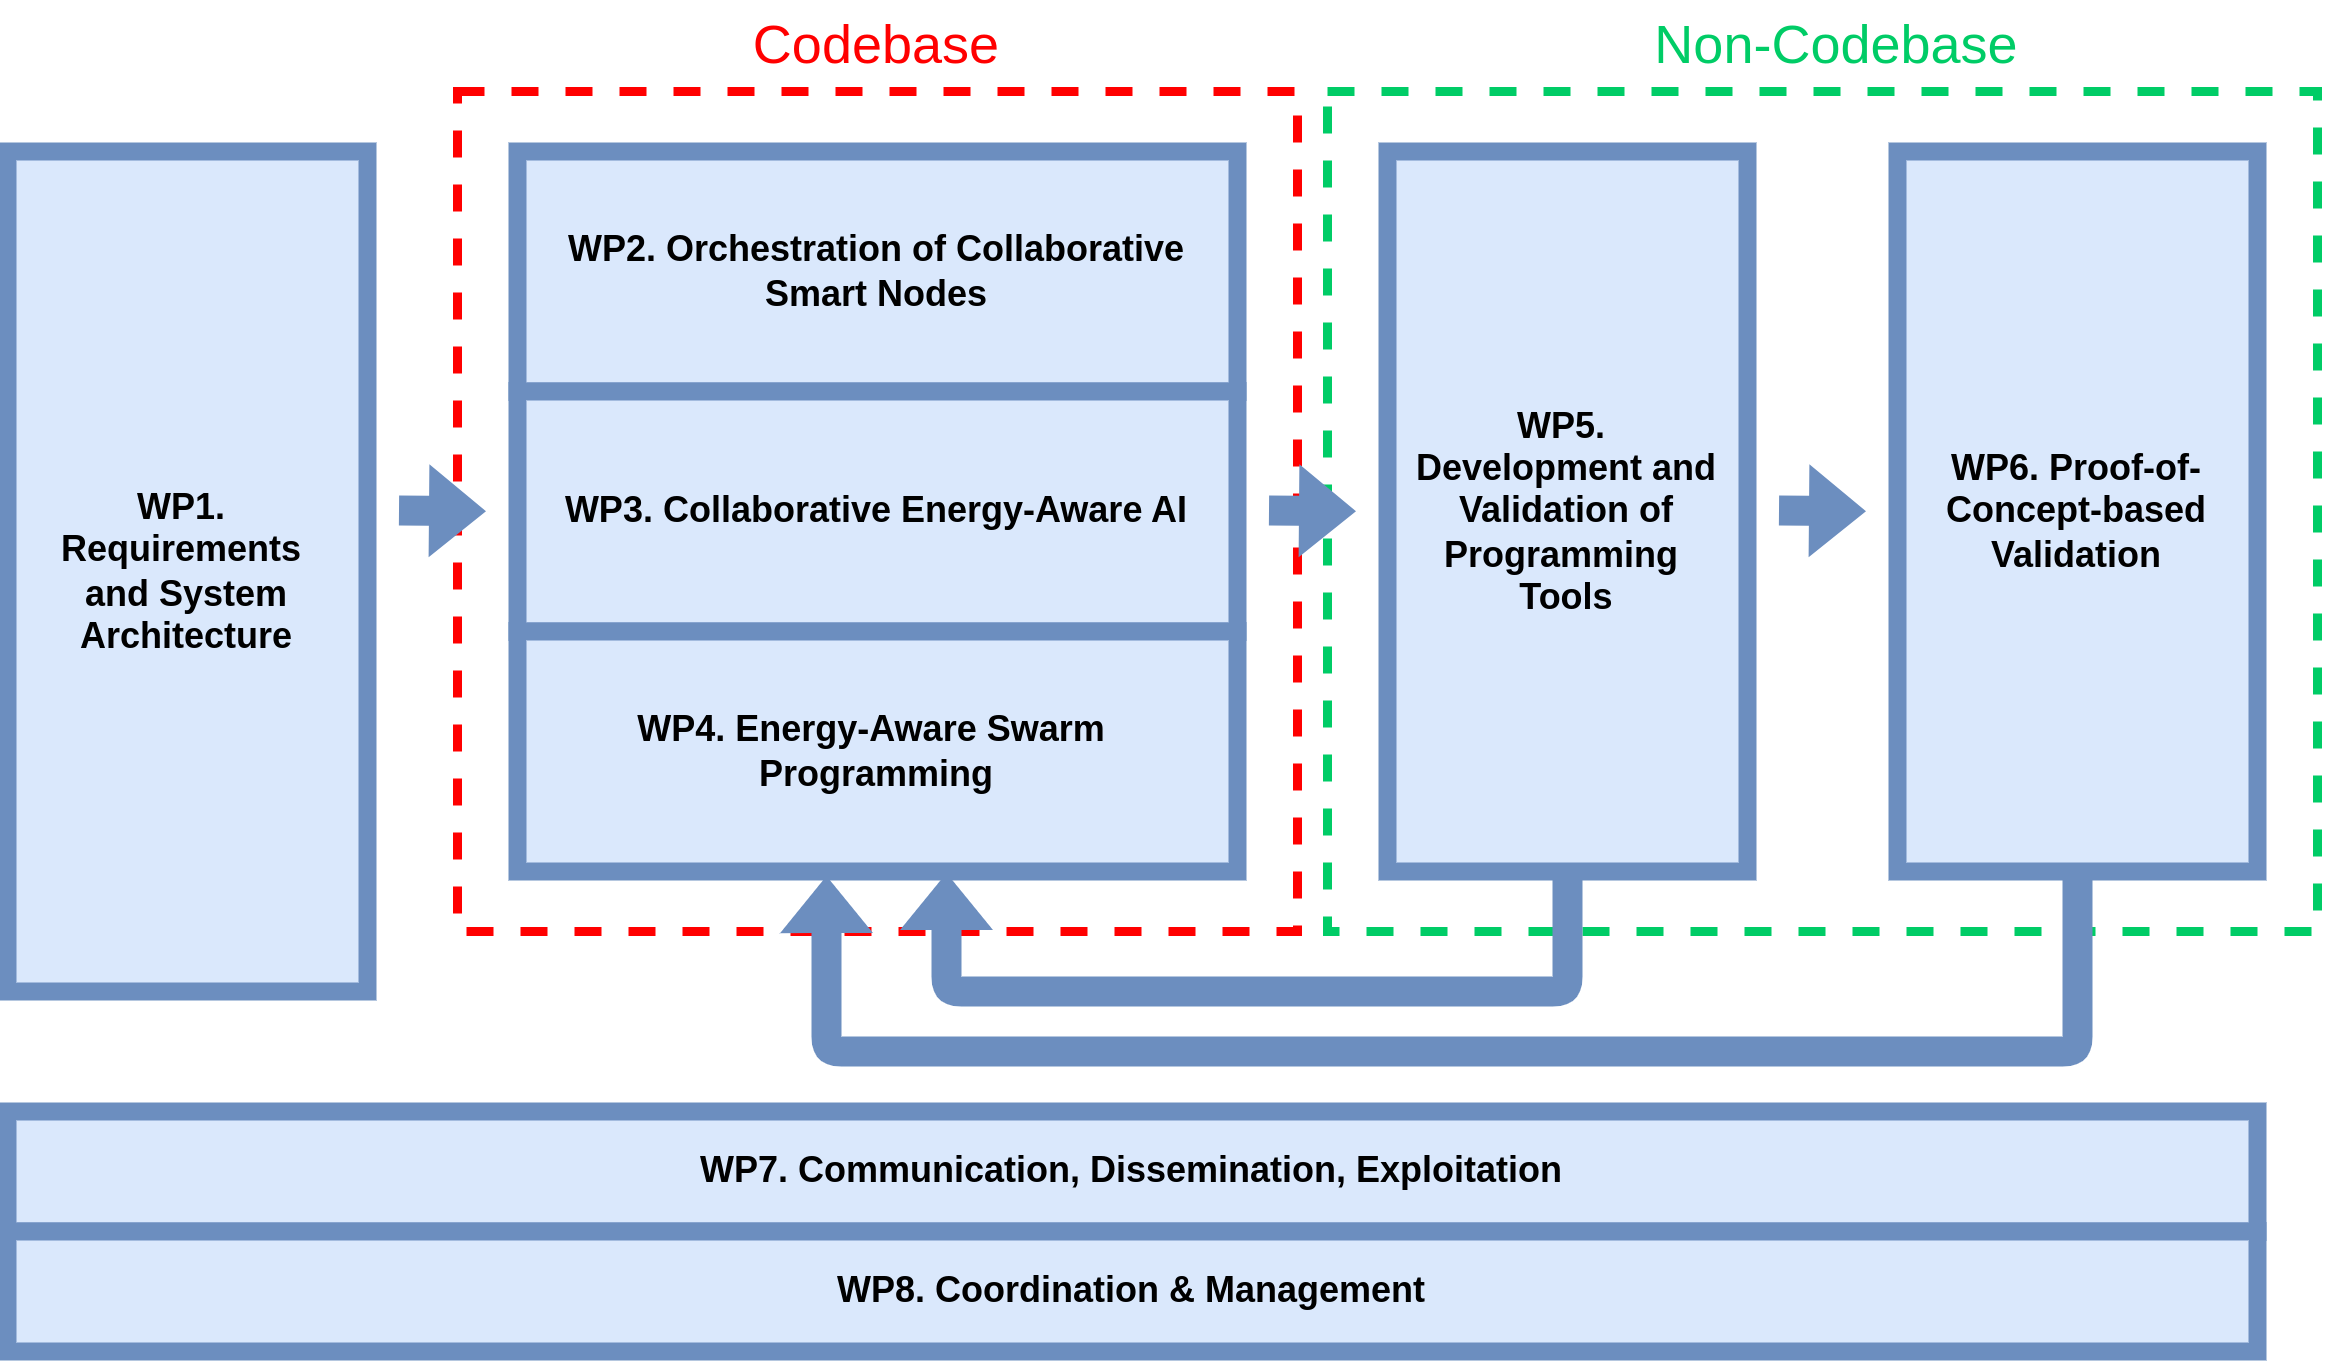 Codebase
Non-Codebase
WP1.
Requirements
and System
Architecture
WP2. Orchestration of Collaborative
Smart Nodes
WP3. Collaborative Energy-Aware AI
WP4. Energy-Aware Swarm
Programming
WP5.
Development and
Validation of
Programming
Tools
WP6. Proof-of-
Concept-based
Validation
WP7. Communication, Dissemination, Exploitation
WP8. Coordination & Management